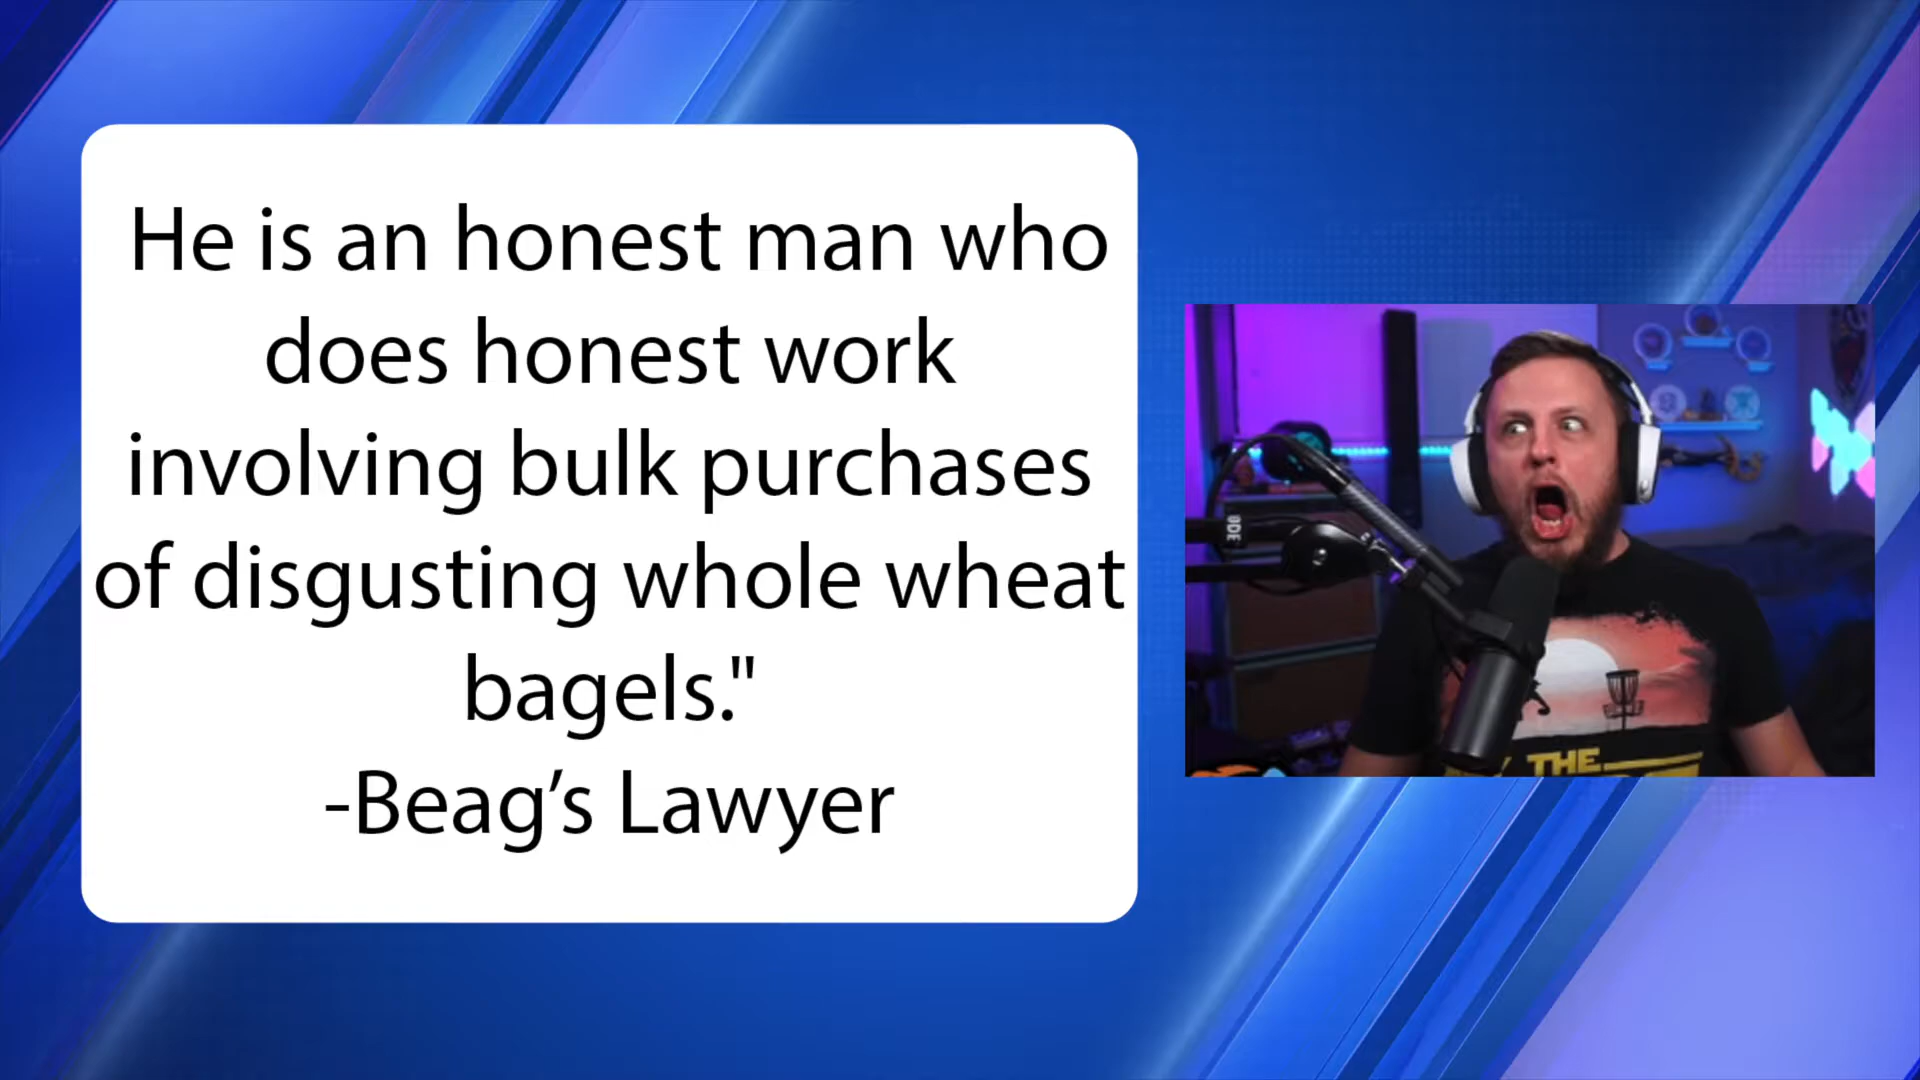 He is an honest man who
does honest work
involving bulk purchases
of disgusting whole wheat
bagels."
-Beag’s Lawyer
THE